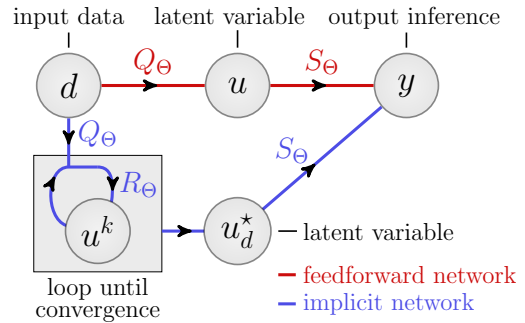 input data
latent variable
output inference
Q_Θ
S_Θ
d
u
y
Q_Θ
S_Θ
R_Θ
u^k
u_d^⋆
latent variable
loop until
convergence
feedforward network
implicit network